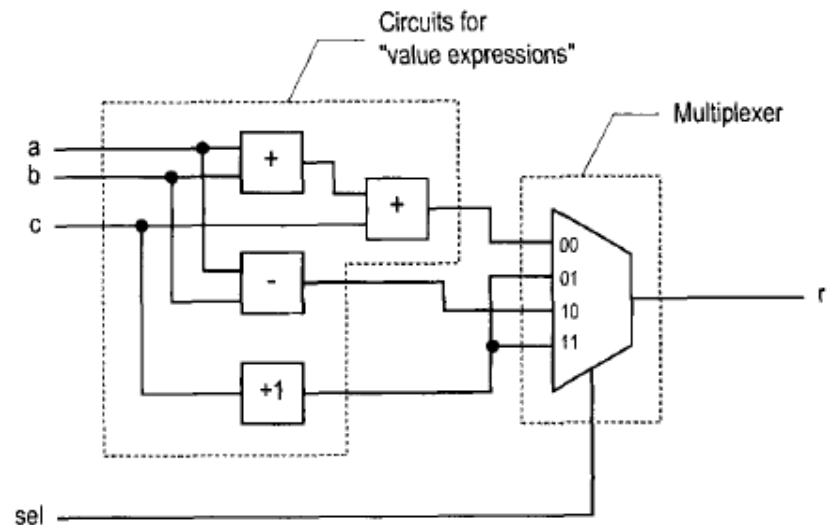 Circuits for
"value expressions"
Multiplexer
a
+
b
+
c
00
01
-
10
r
11
+1
sel